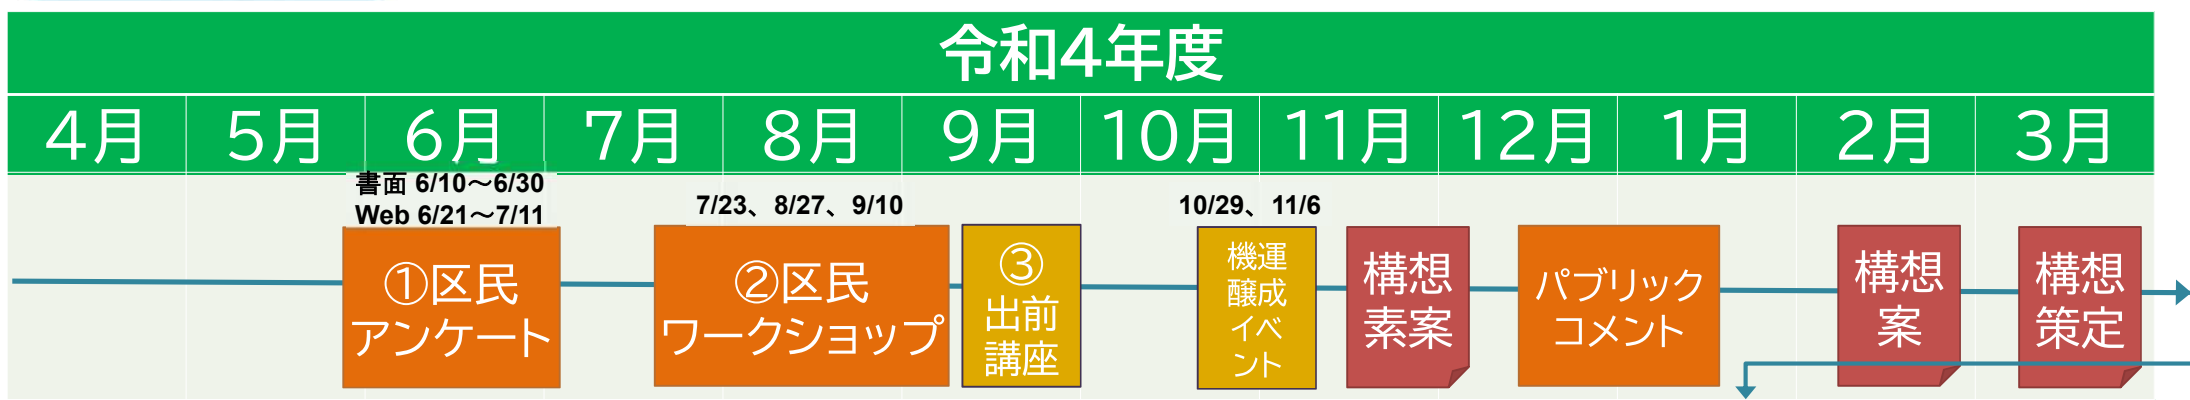 令和4年度
4月 5月 6月 7月 8月 9月 10月 11月 12月 1月 2月 3月
書面 6/10～6/30
Web 6/21～7/11
7/23、8/27、9/10
10/29、11/6
①区民
アンケート
②区民
ワークショップ
③
出前
講座
機運
醸成
イベ
ント
構想
素案
パブリック
コメント
構想
案
構想
策定